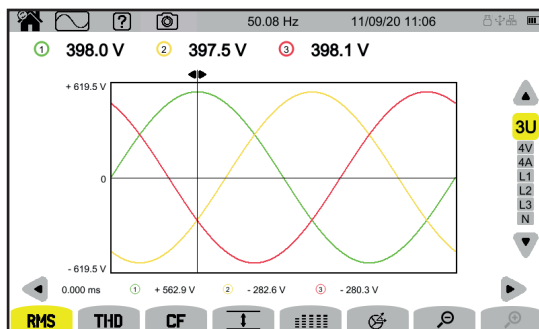 ? 50.08 Hz 11/09/20 11:06
1 398.0 V 2 397.5 V 3 398.1 V
+ 619.5 V
0
- 619.5 V
3U
4V
4A
L1
L2
L3
N
0.000 ms 1 + 562.9 V 2 - 282.6 V 3 - 280.3 V
RMS THD CF